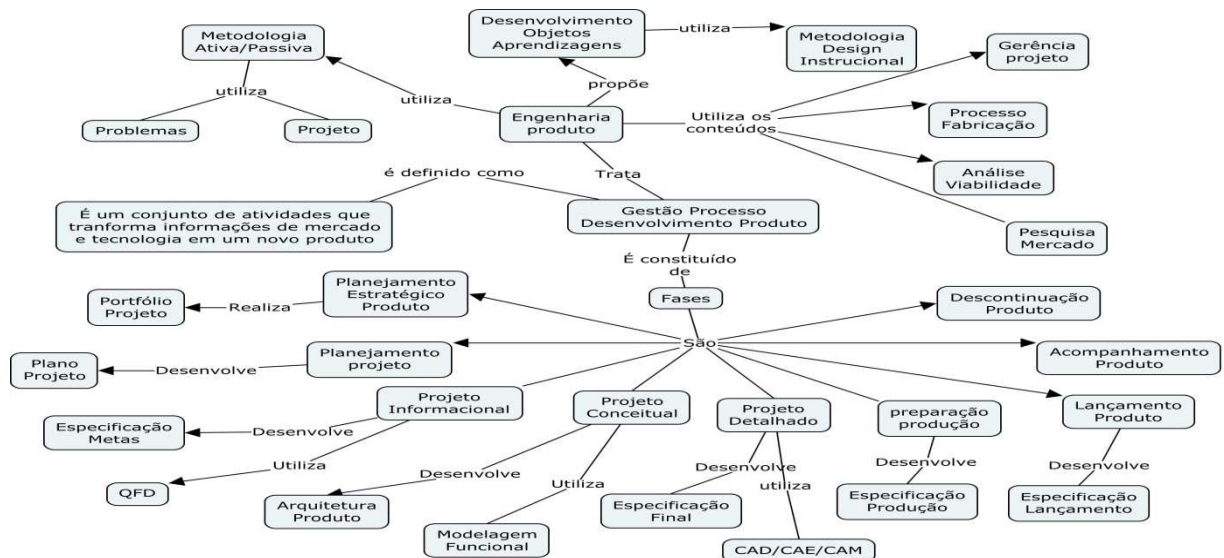 Metodologia
Ativa/Passiva
Desenvolvimento
Objetos
Aprendizagens
utiliza
Metodologia
Design
Instrucional
Gerência
projeto
utiliza
Problemas
Projeto
utiliza
propõe
Engenharia
produto
Utiliza os
conteúdos
Processo
Fabricação
Análise
Viabilidade
Pesquisa
Mercado
é definido como
Trata
É um conjunto de atividades que
tranforma informações de mercado
e tecnologia em um novo produto
Gestão Processo
Desenvolvimento Produto
É constituído
de
Fases
São
Portfólio
Projeto
Realiza
Planejamento
Estratégico
Produto
Descontinuação
Produto
Plano
Projeto
Desenvolve
Planejamento
projeto
Acompanhamento
Produto
Especificação
Metas
Desenvolve
Projeto
Informacional
Utiliza
QFD
Projeto
Conceitual
Desenvolve
Arquitetura
Produto
Utiliza
Modelagem
Funcional
Projeto
Detalhado
Desenvolve
Especificação
Final
utiliza
CAD/CAE/CAM
preparação
produção
Desenvolve
Especificação
Produção
Lançamento
Produto
Desenvolve
Especificação
Lançamento